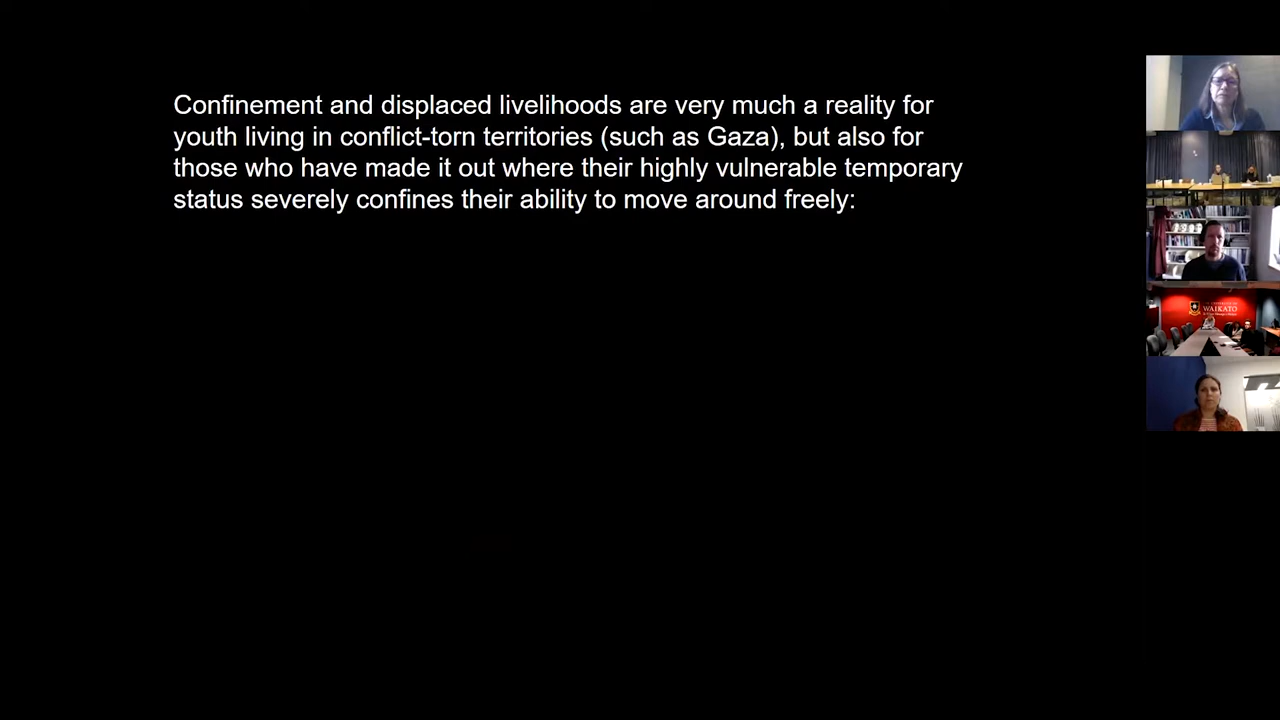 Confinement and displaced livelihoods are very much a reality for
youth living in conflict-torn territories (such as Gaza), but also for
those who have made it out where their highly vulnerable temporary
status severely confines their ability to move around freely:
WAIKATO